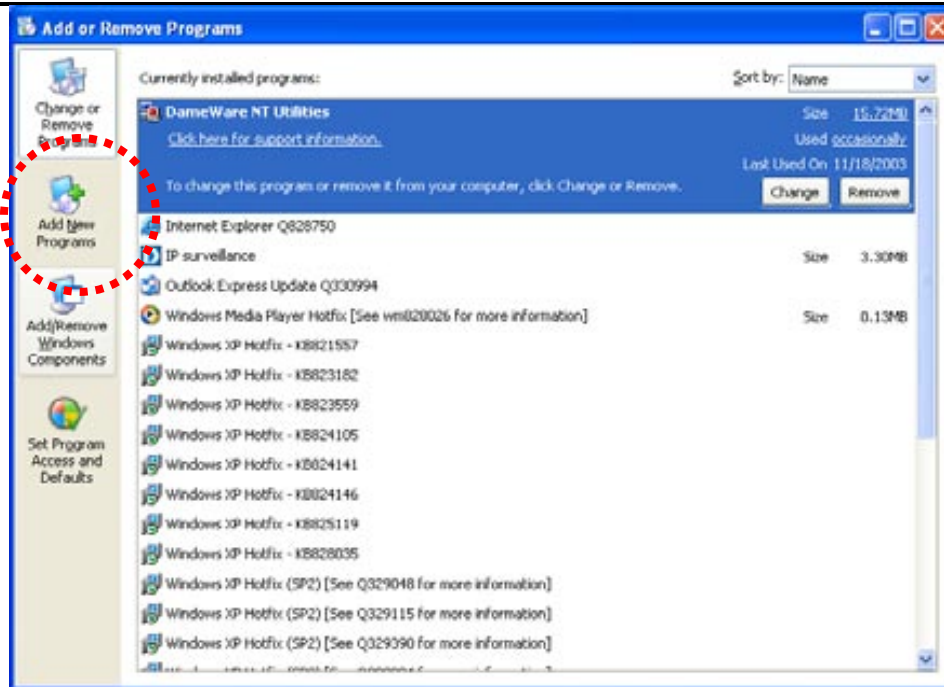 Add or Remove Programs
Change or
Remove
Programs
Add New
Programs
Add/Remove
Windows
Components
Set Program
Access and
Defaults
Currently installed programs:
Sort by: Name
DameWare NT Utilities
Size 15.72MB
Click here for support information.
Used occasionally
Last Used On 11/18/2003
To change this program or remove it from your computer, click Change or Remove.
Change Remove
Internet Explorer Q828750
IP surveillance
Size 3.30MB
Outlook Express Update Q330994
Windows Media Player Hotfix [See wm828026 for more information]
Size 0.13MB
Windows XP Hotfix - KB821557
Windows XP Hotfix - KB823182
Windows XP Hotfix - KB823559
Windows XP Hotfix - KB824105
Windows XP Hotfix - KB824141
Windows XP Hotfix - KB824146
Windows XP Hotfix - KB825119
Windows XP Hotfix - KB828035
Windows XP Hotfix (SP2) [See Q329048 for more information]
Windows XP Hotfix (SP2) [See Q329115 for more information]
Windows XP Hotfix (SP2) [See Q329390 for more information]